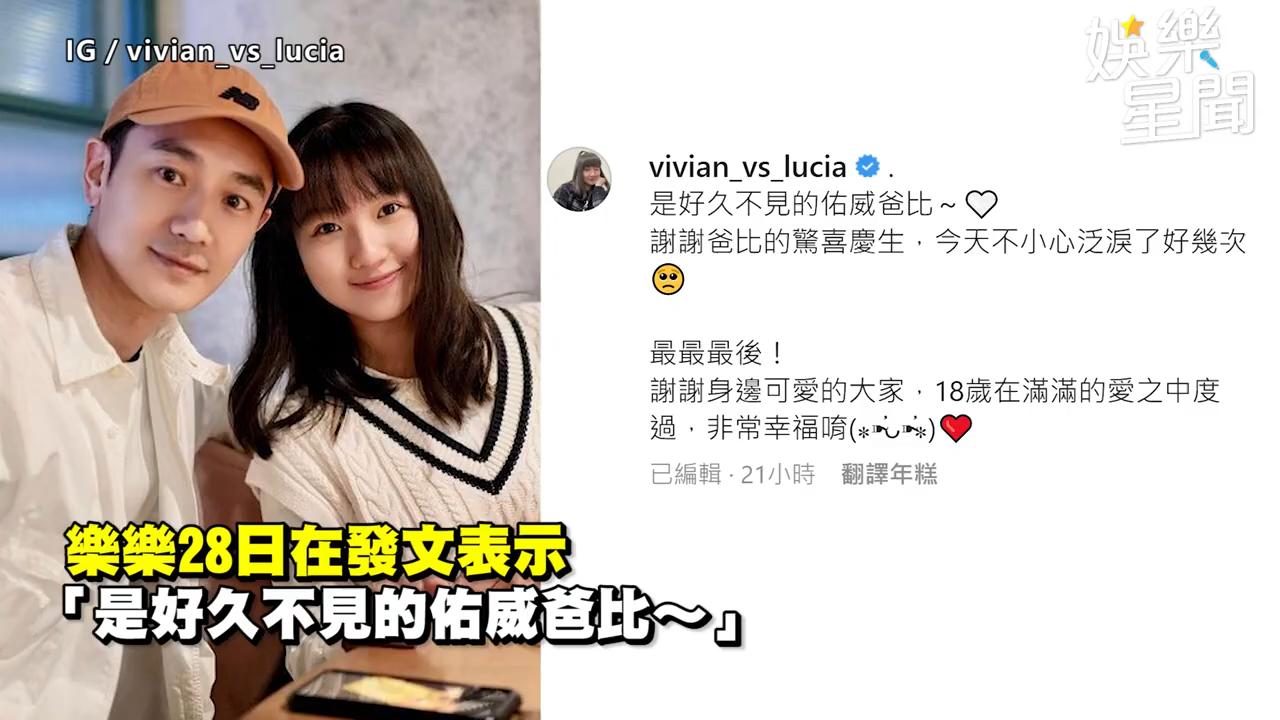 IG / vivian_vs_lucia
NB
娛樂
星聞
vivian_vs_lucia .
是好久不見的佑威爸比~🤍
謝謝爸比的驚喜慶生，今天不小心泛淚了好幾次
🥺
最最最後！
謝謝身邊可愛的大家，18歲在滿滿的愛之中度
過，非常幸福唷(⁎⁍̴̛ᴗ⁍̴̛⁎)❤️
已編輯 · 21小時 翻譯年糕
樂樂28日在發文表示
「是好久不見的佑威爸比～」